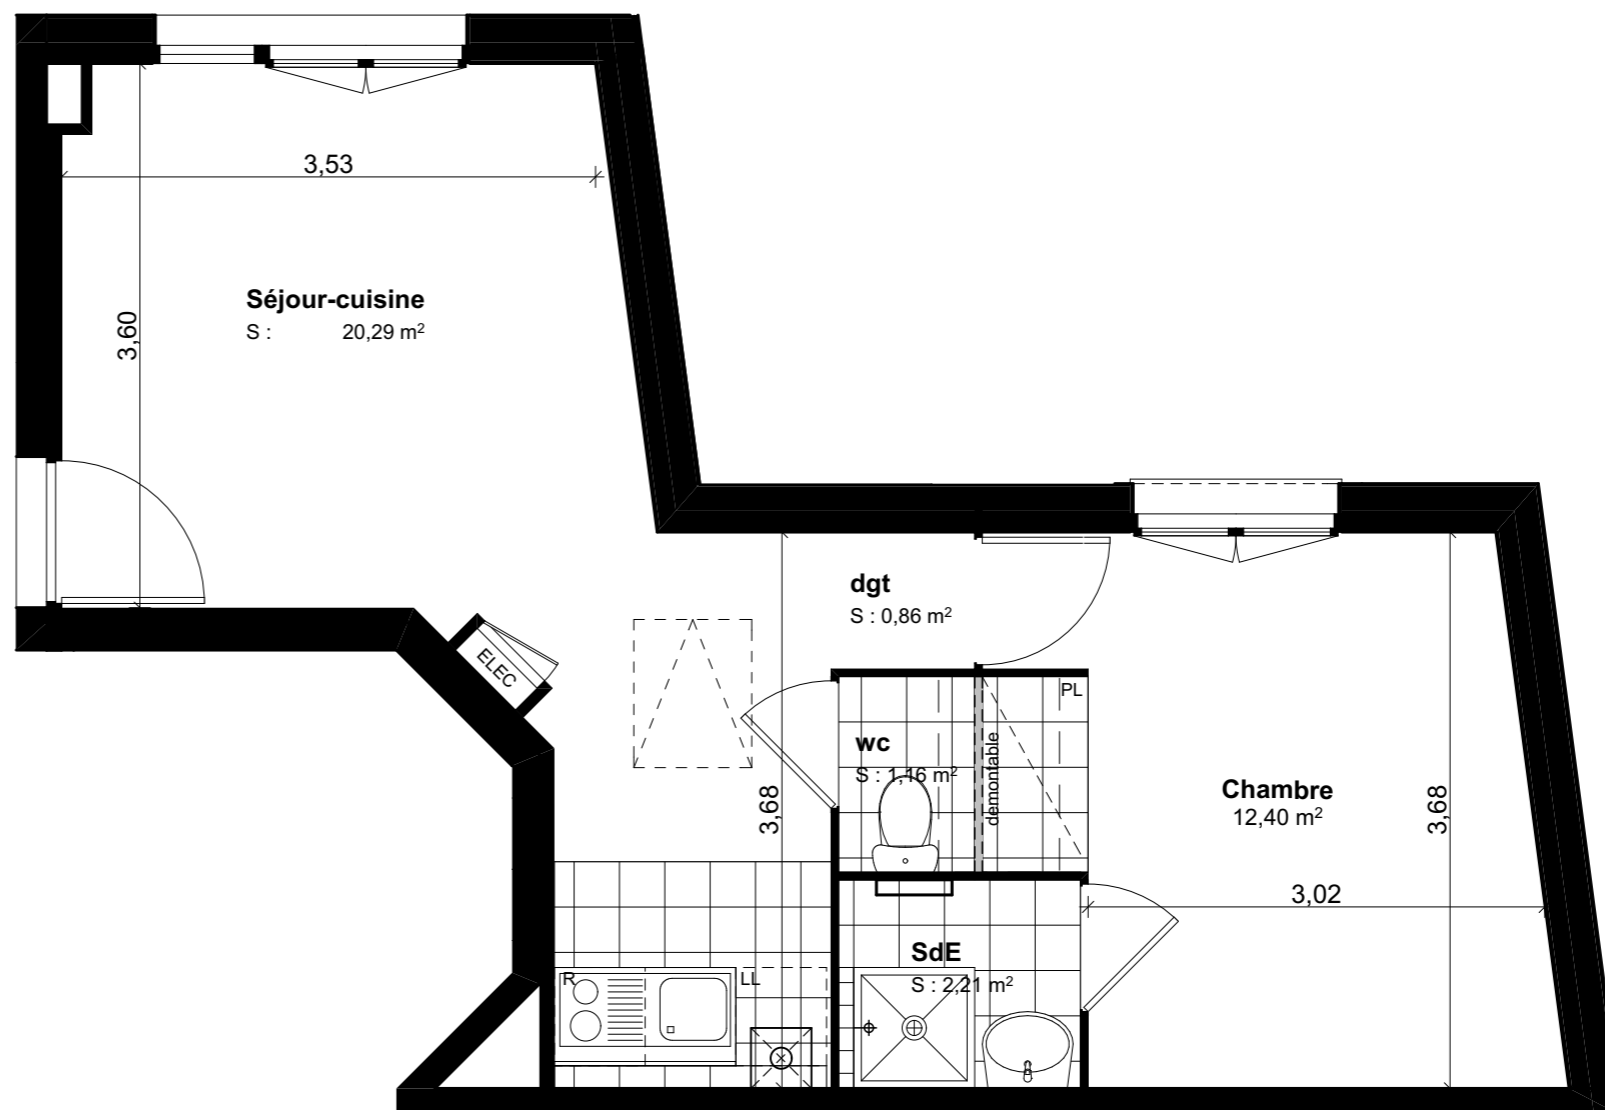 3,53
Séjour-cuisine
S : 20,29 m²
3,60
dgt
S : 0,86 m²
ELEC
PL
wc
S : 1,16 m²
demontable
3,68
Chambre
12,40 m²
3,68
3,02
SdE
S : 2,21 m²
R
LL